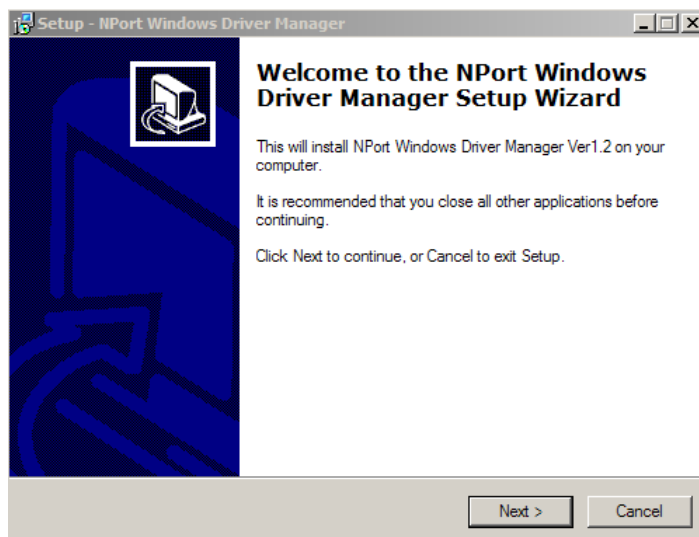 Setup - NPort Windows Driver Manager
Welcome to the NPort Windows
Driver Manager Setup Wizard
This will install NPort Windows Driver Manager Ver1.2 on your
computer.
It is recommended that you close all other applications before
continuing.
Click Next to continue, or Cancel to exit Setup.
Next >
Cancel